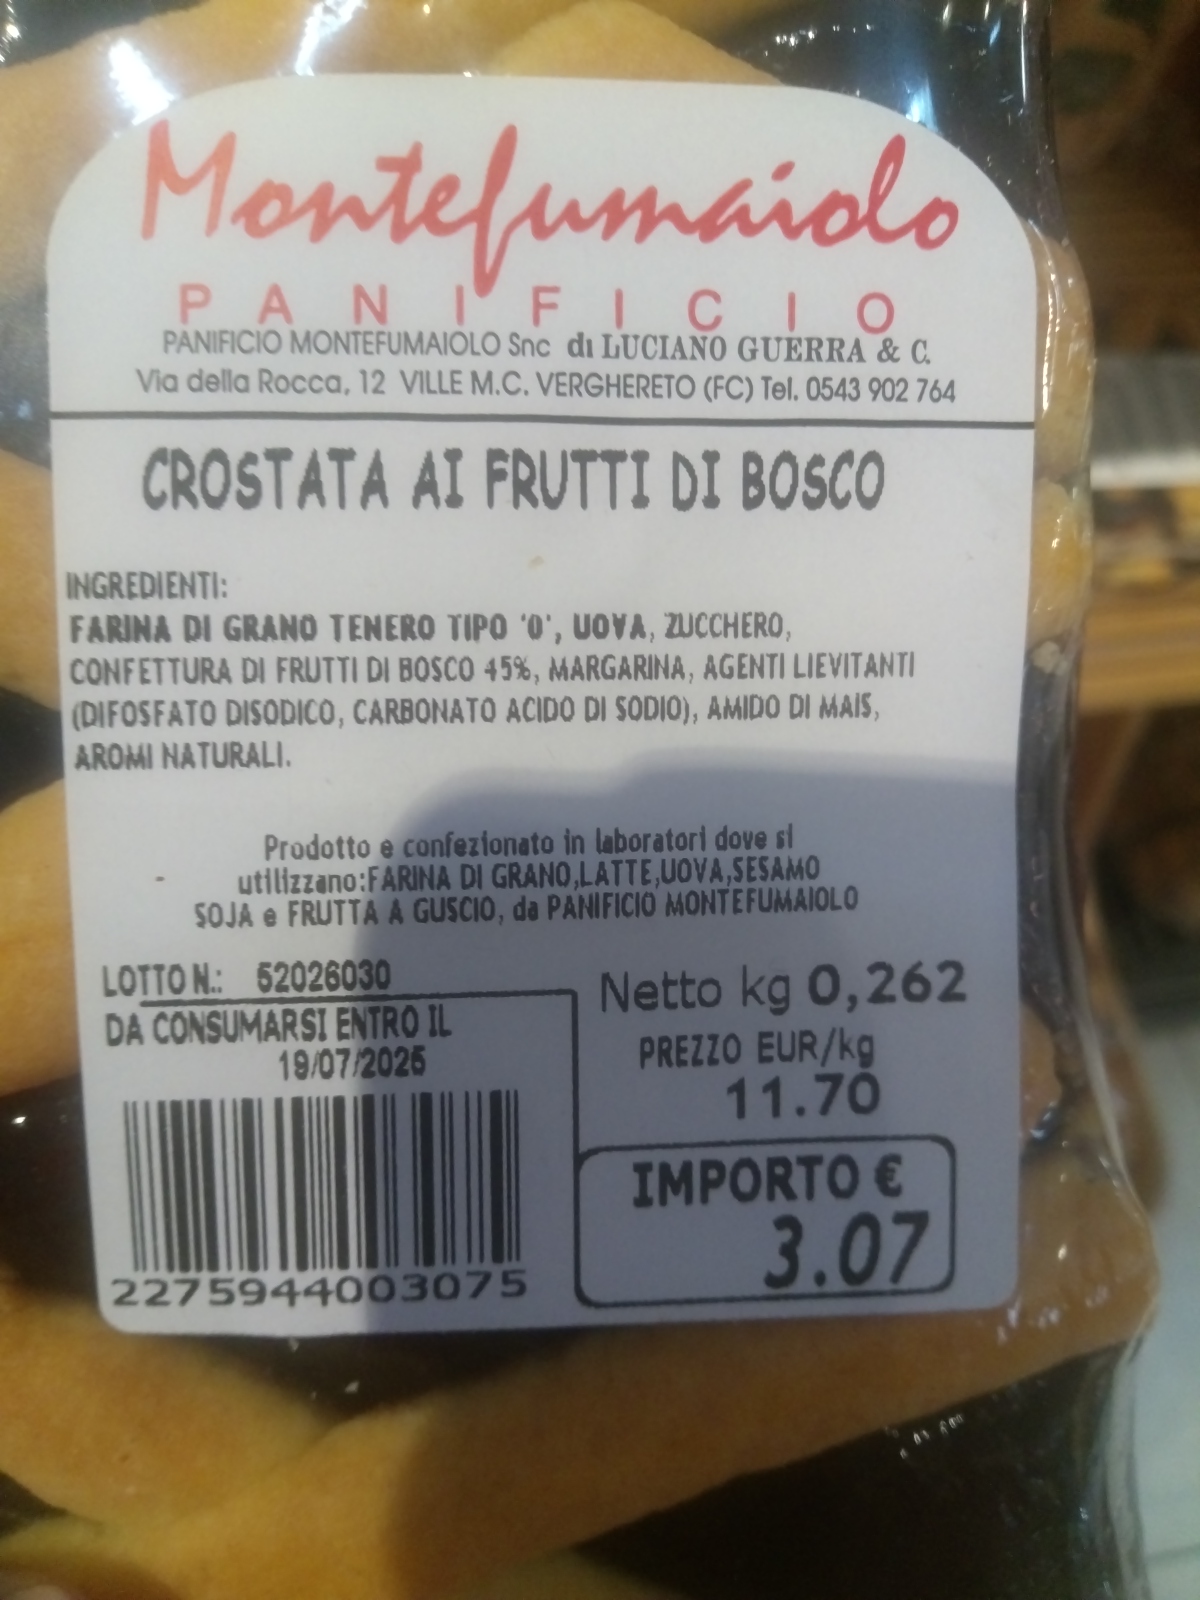 Montefumaiolo
PANIFICIO
PANIFICIO MONTEFUMAIOLO Snc di LUCIANO GUERRA & C.
Via della Rocca, 12 VILLE M.C. VERGHERETO (FC) Tel. 0543 902 764
CROSTATA AI FRUTTI DI BOSCO
INGREDIENTI:
FARINA DI GRANO TENERO TIPO '0', UOVA, ZUCCHERO,
CONFETTURA DI FRUTTI DI BOSCO 45%, MARGARINA, AGENTI LIEVITANTI
(DIFOSFATO DISODICO, CARBONATO ACIDO DI SODIO), AMIDO DI MAIS,
AROMI NATURALI.
Prodotto e confezionato in laboratori dove si
utilizzano:FARINA DI GRANO,LATTE,UOVA,SESAMO
SOJA e FRUTTA A GUSCIO, da PANIFICIO MONTEFUMAIOLO
LOTTO N.: 52026030
DA CONSUMARSI ENTRO IL
19/07/2025
2275944003075
Netto kg 0,262
PREZZO EUR/kg
11.70
IMPORTO €
3.07